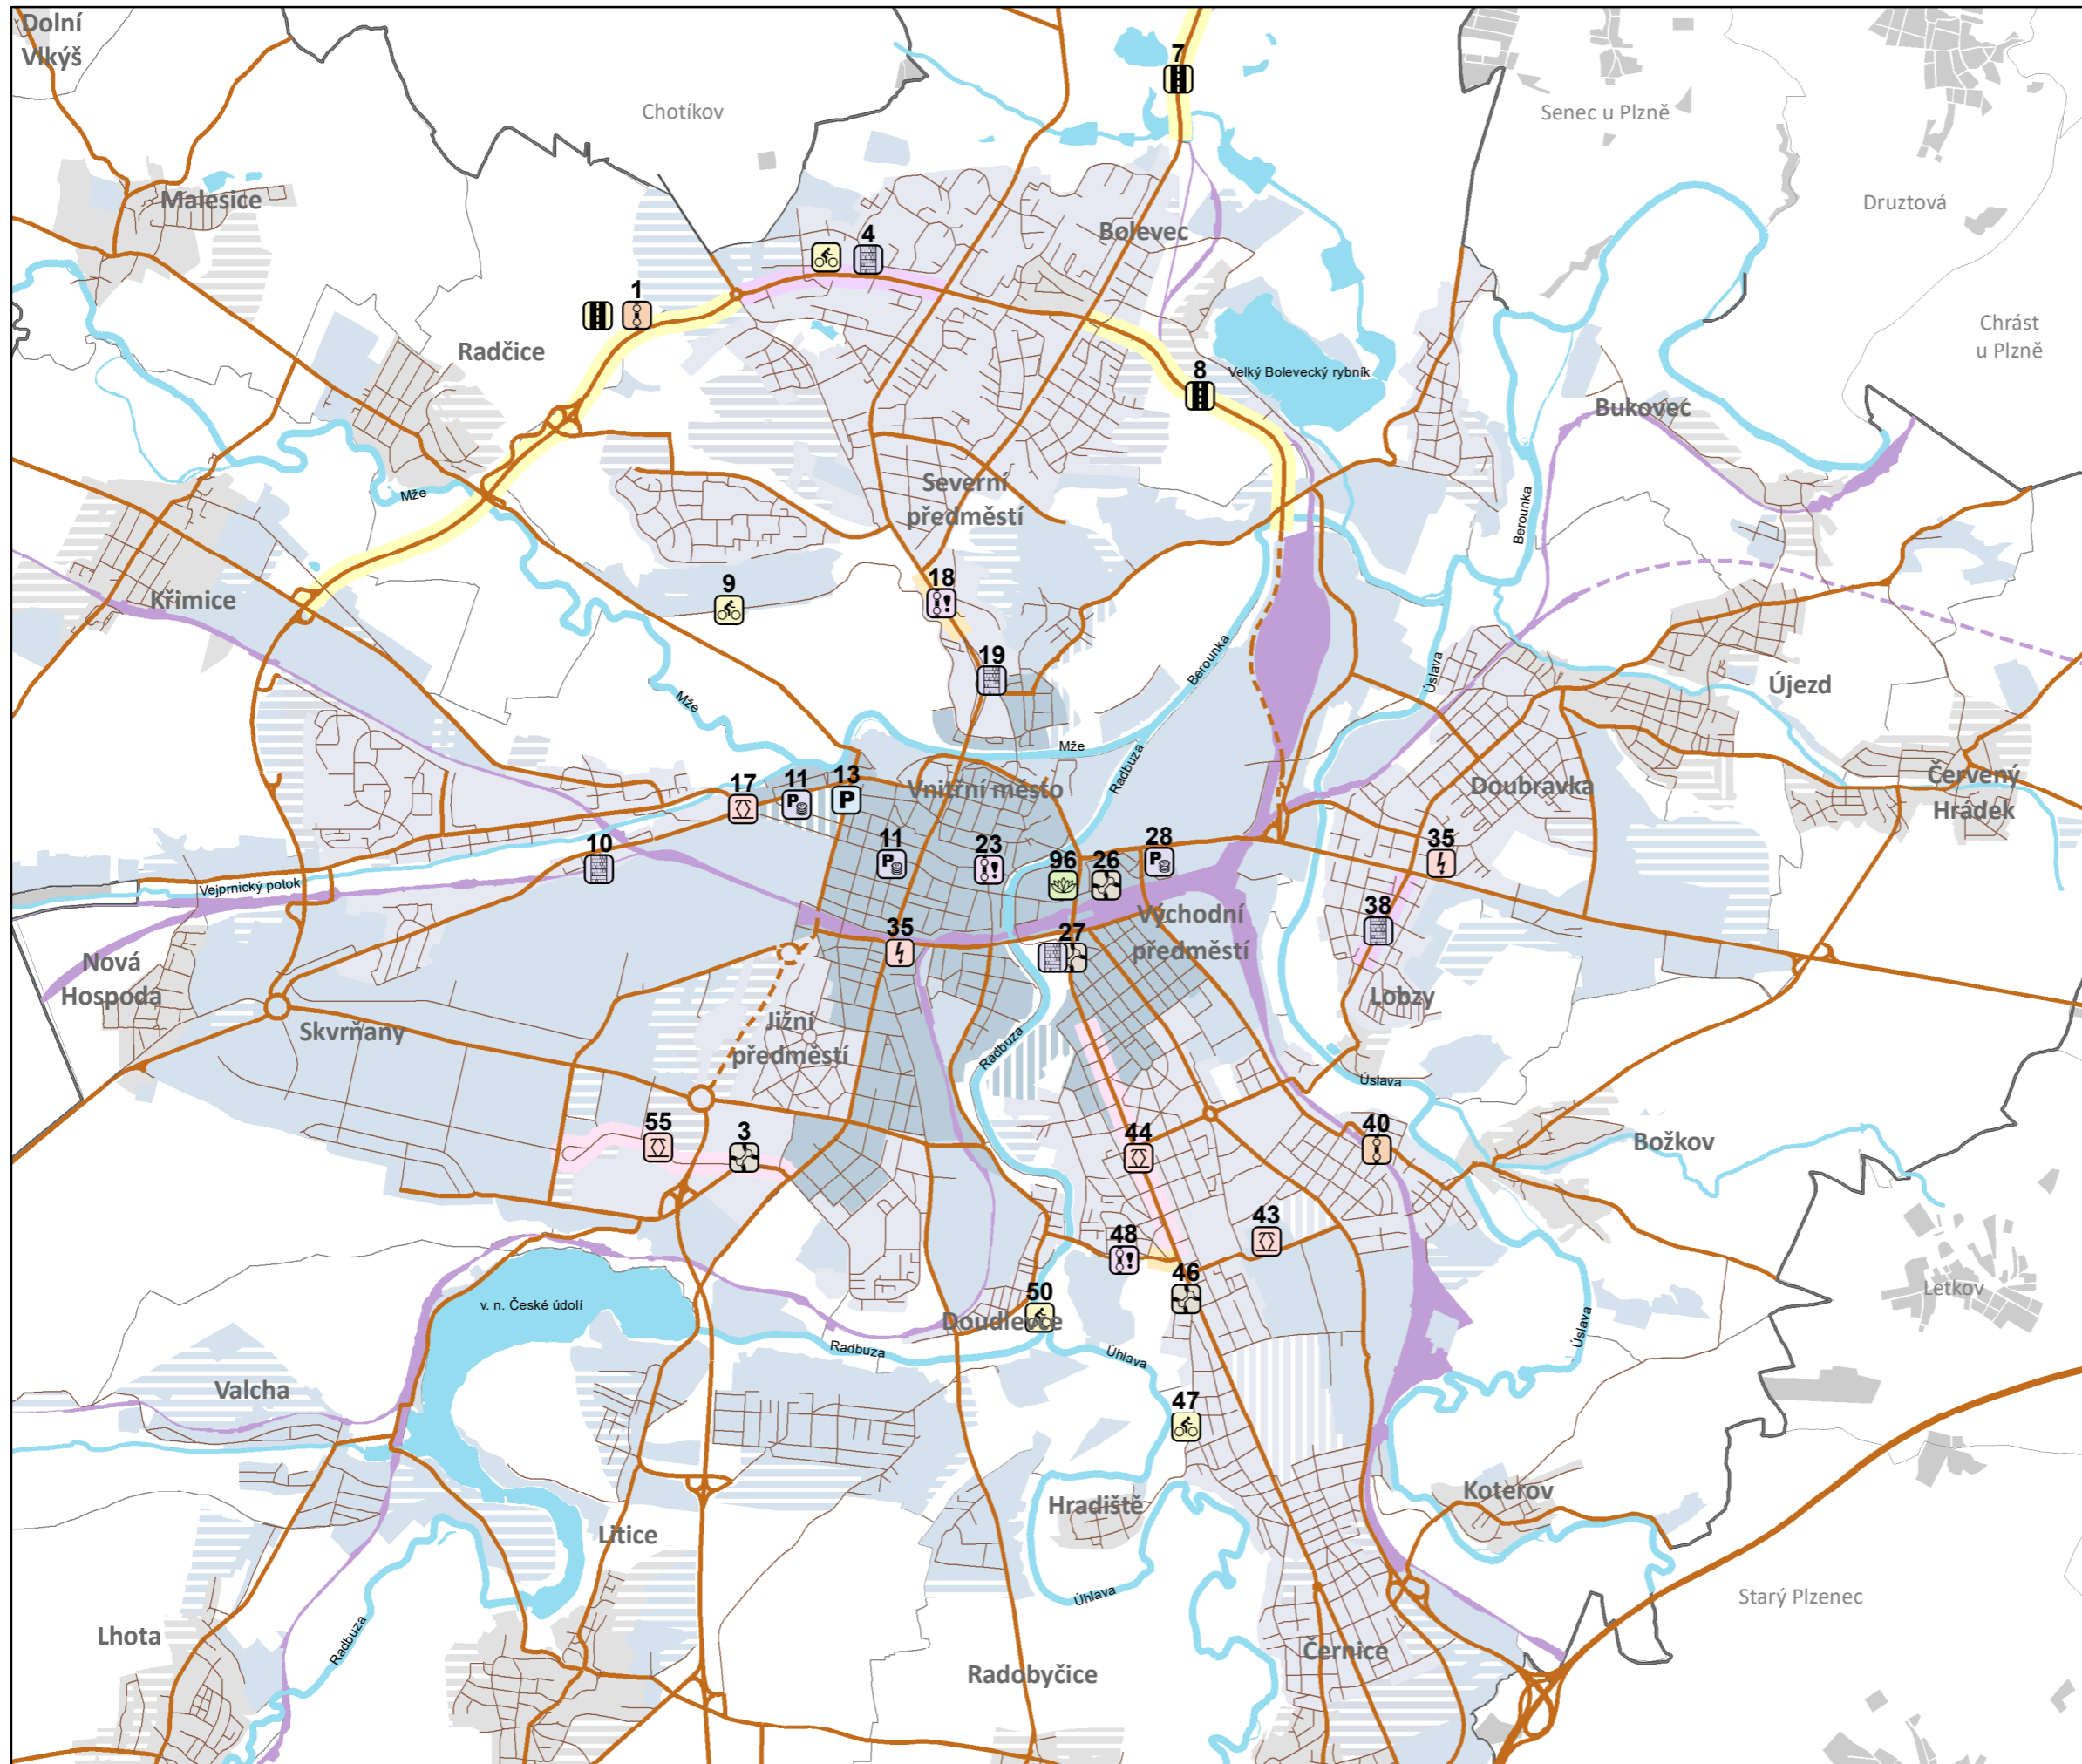 Dolní
Vlkýš
7
Chotíkov
Senec u Plzně
Malesice
Druztová
Bolevec
4
1
Chrást
u Plzně
Radčice
8
Velký Bolevecký rybník
Bukovec
Severní
předměstí
Mže
Berounka
Křimice
9
18
19
Berounka
Úslava
Újezd
Mže
Mže
Radbuza
17
11
13
P
P
Vnitřní město
Doubravka
Červený
Hrádek
10
11
P
23
96
26
28
P
35
Vejprnický potok
38
Východní
předměstí
35
27
Nová
Hospoda
Lobzy
Skvrňany
Jižní
předměstí
Radbuza
Úslava
55
3
44
40
Božkov
43
48
46
50
Doudlevce
v. n. České údolí
Letkov
Úslava
Radbuza
Úhlava
Valcha
47
Koterov
Hradiště
Litice
Úhlava
Starý Plzenec
Lhota
Radbuza
Černice
Radobyčice